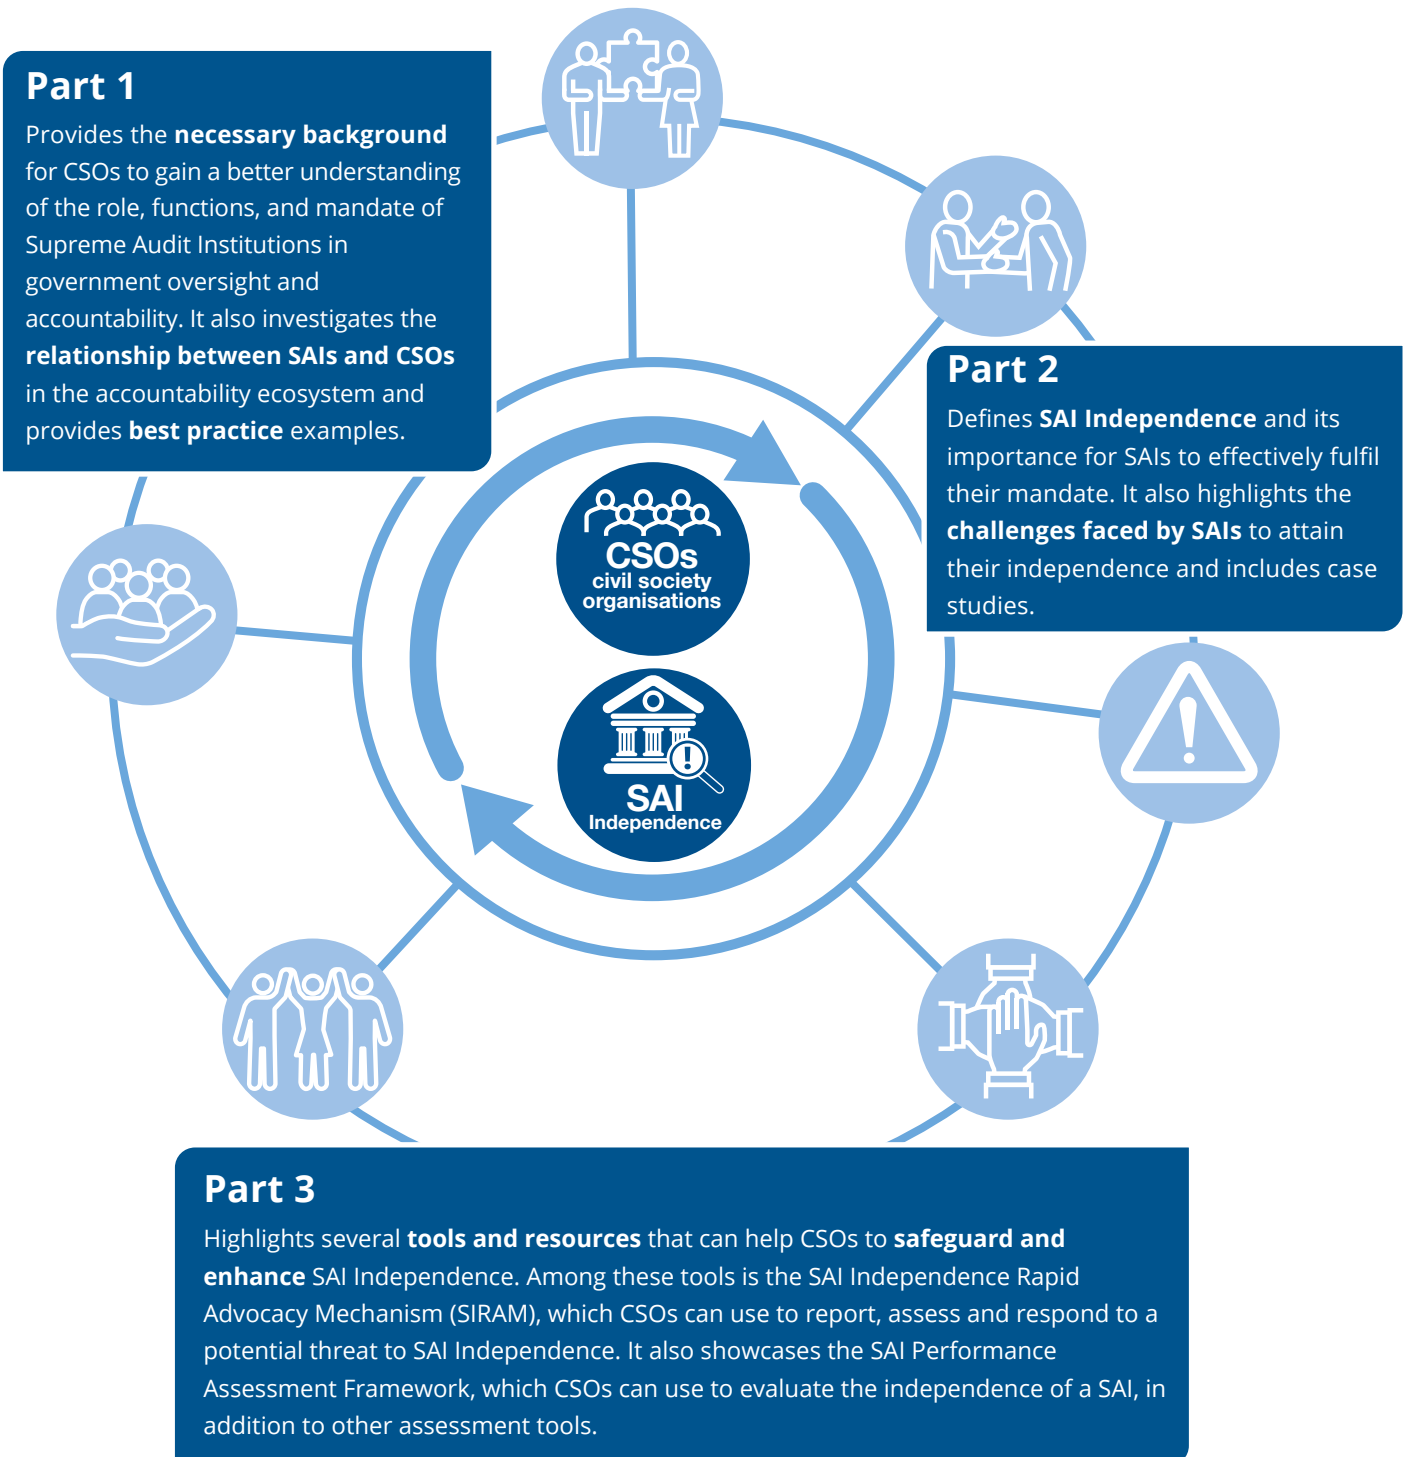 Part 1
Provides the necessary background
for CSOs to gain a better understanding
of the role, functions, and mandate of
Supreme Audit Institutions in
government oversight and
accountability. It also investigates the
relationship between SAIs and CSOs
in the accountability ecosystem and
provides best practice examples.
Part 2
Defines SAI Independence and its
importance for SAIs to effectively fulfil
their mandate. It also highlights the
challenges faced by SAIs to attain
their independence and includes case
studies.
CSOs
civil society
organisations
SAI
Independence
Part 3
Highlights several tools and resources that can help CSOs to safeguard and
enhance SAI Independence. Among these tools is the SAI Independence Rapid
Advocacy Mechanism (SIRAM), which CSOs can use to report, assess and respond to a
potential threat to SAI Independence. It also showcases the SAI Performance
Assessment Framework, which CSOs can use to evaluate the independence of a SAI, in
addition to other assessment tools.